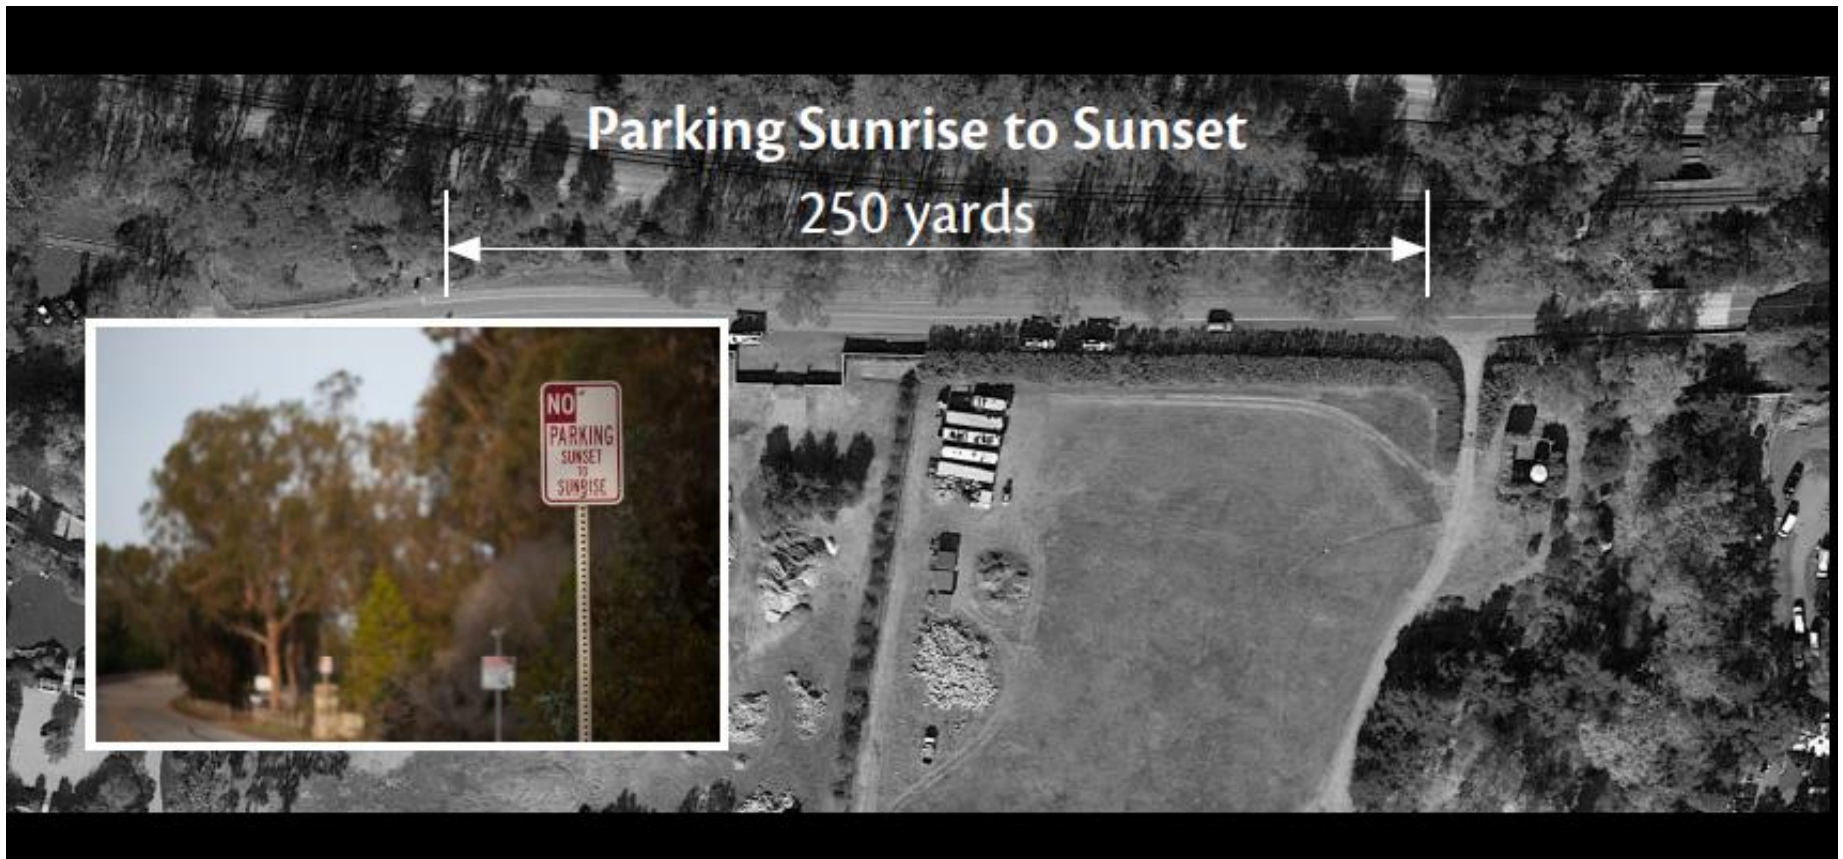 Parking Sunrise to Sunset
250 yards
NO
PARKING
SUNSET
TO
SUNRISE